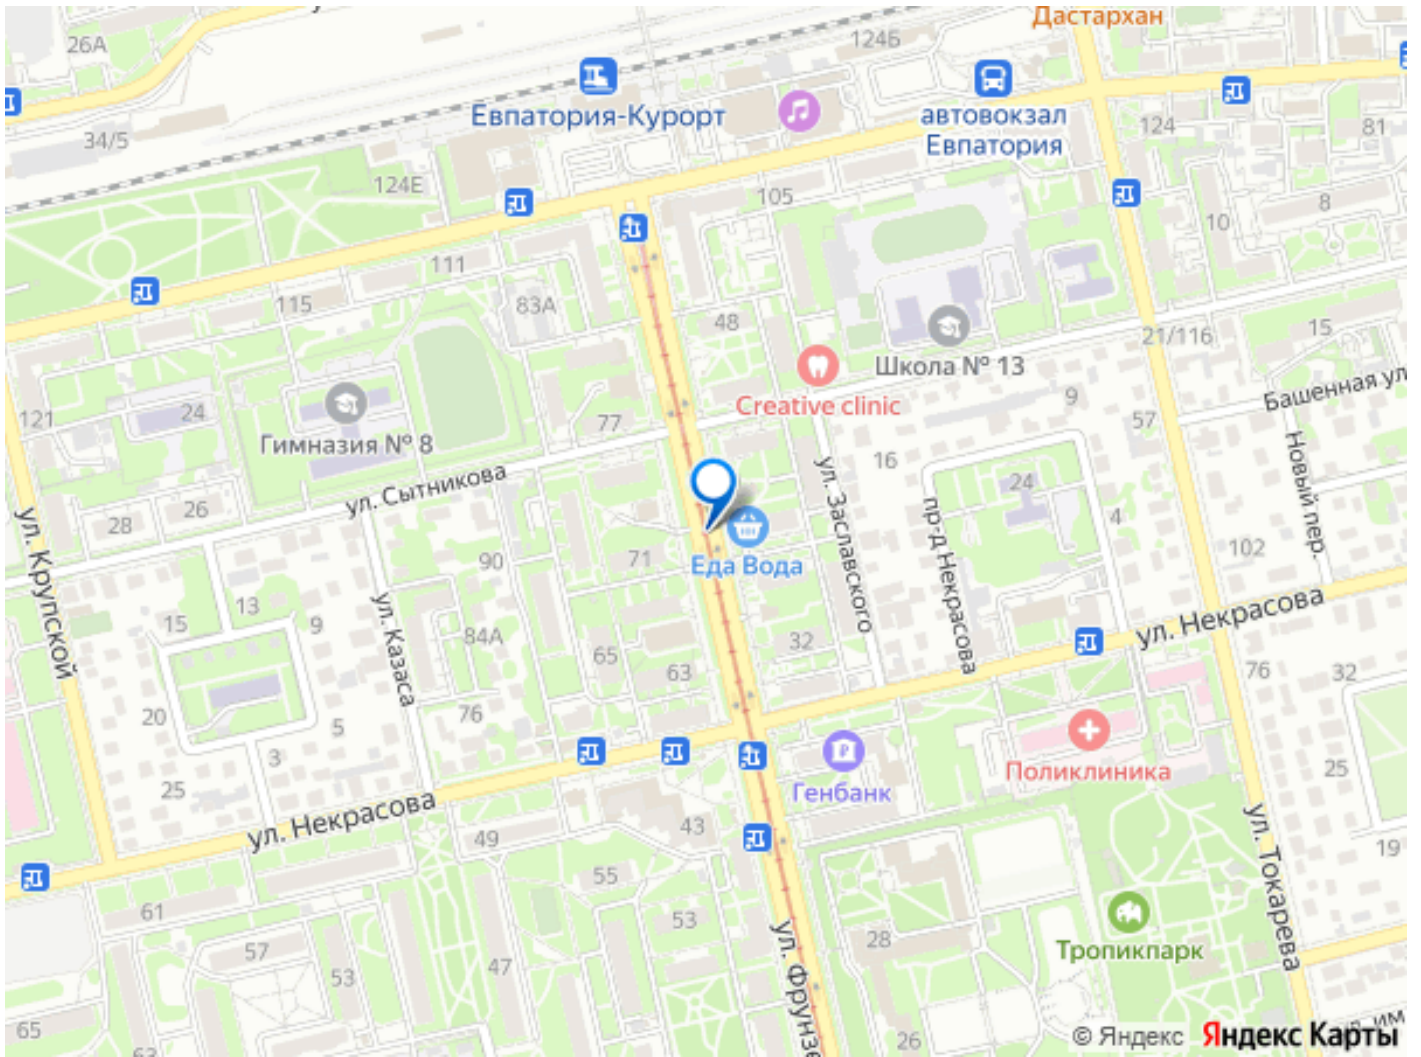 Дастархан
26А
124Б
Евпатория-Курорт
автовокзал
Евпатория
34/5
124
81
124Е
105
8
10
111
115
83А
48
21/116
15
Школа № 13
Creative clinic
Башенная ул
121
24
77
9
57
Гимназия № 8
16
24
Новый пер.
ул. Сытникова
ул. Заславского
пр-д Некрасова
28
26
4
ул. Крупской
90
71
Еда Вода
102
13
15
9
ул. Казаса
84А
65
32
ул. Некрасова
63
76
32
20
5
76
3
Поликлиника
25
25
Генбанк
ул. Некрасова
49
43
ул. Токарева
19
55
61
53
ул. Фрунзе
28
Тропикпарк
57
53
47
65
63
26
© Яндекс Яндекс Карты
им